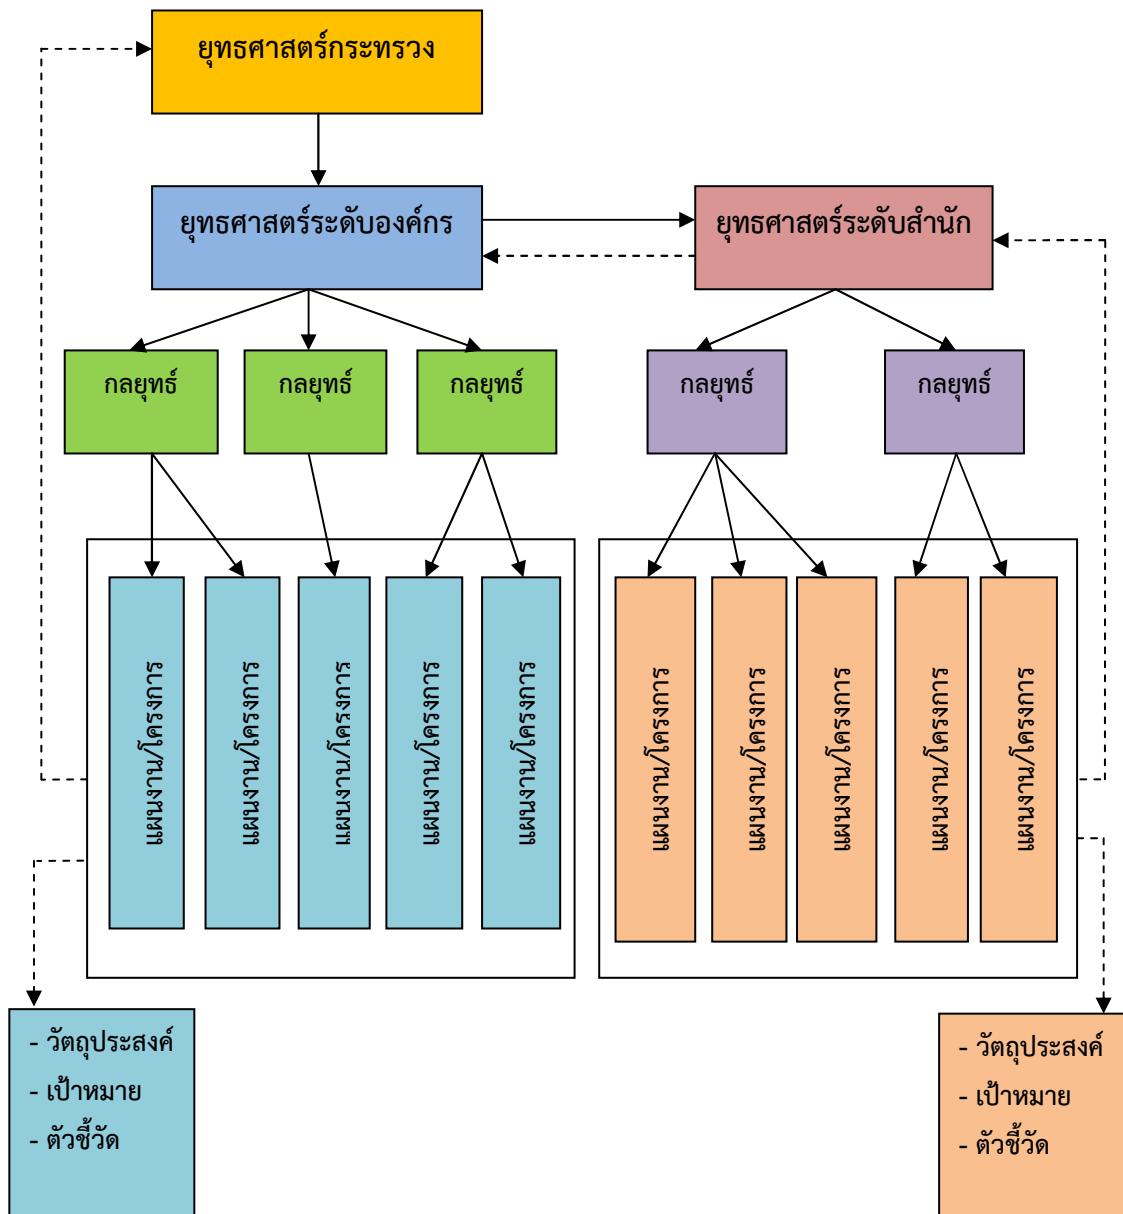 ยุทธศาสตร์กระทรวง
ยุทธศาสตร์ระดับองค์กร
ยุทธศาสตร์ระดับสำนัก
กลยุทธ์
กลยุทธ์
กลยุทธ์
กลยุทธ์
กลยุทธ์
แผนงาน/โครงการ
แผนงาน/โครงการ
แผนงาน/โครงการ
แผนงาน/โครงการ
แผนงาน/โครงการ
แผนงาน/โครงการ
แผนงาน/โครงการ
แผนงาน/โครงการ
แผนงาน/โครงการ
แผนงาน/โครงการ
- วัตถุประสงค์
- เป้าหมาย
- ตัวชี้วัด
- วัตถุประสงค์
- เป้าหมาย
- ตัวชี้วัด